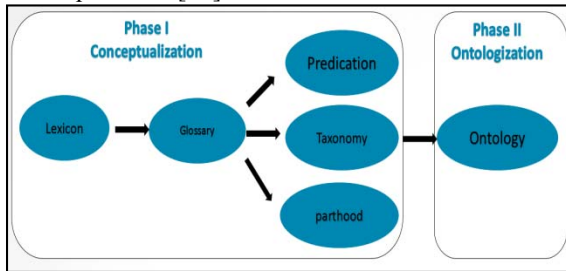 Phase I
Conceptualization
Phase II
Ontologization
Predication
Lexicon
Glossary
Taxonomy
Ontology
parthood